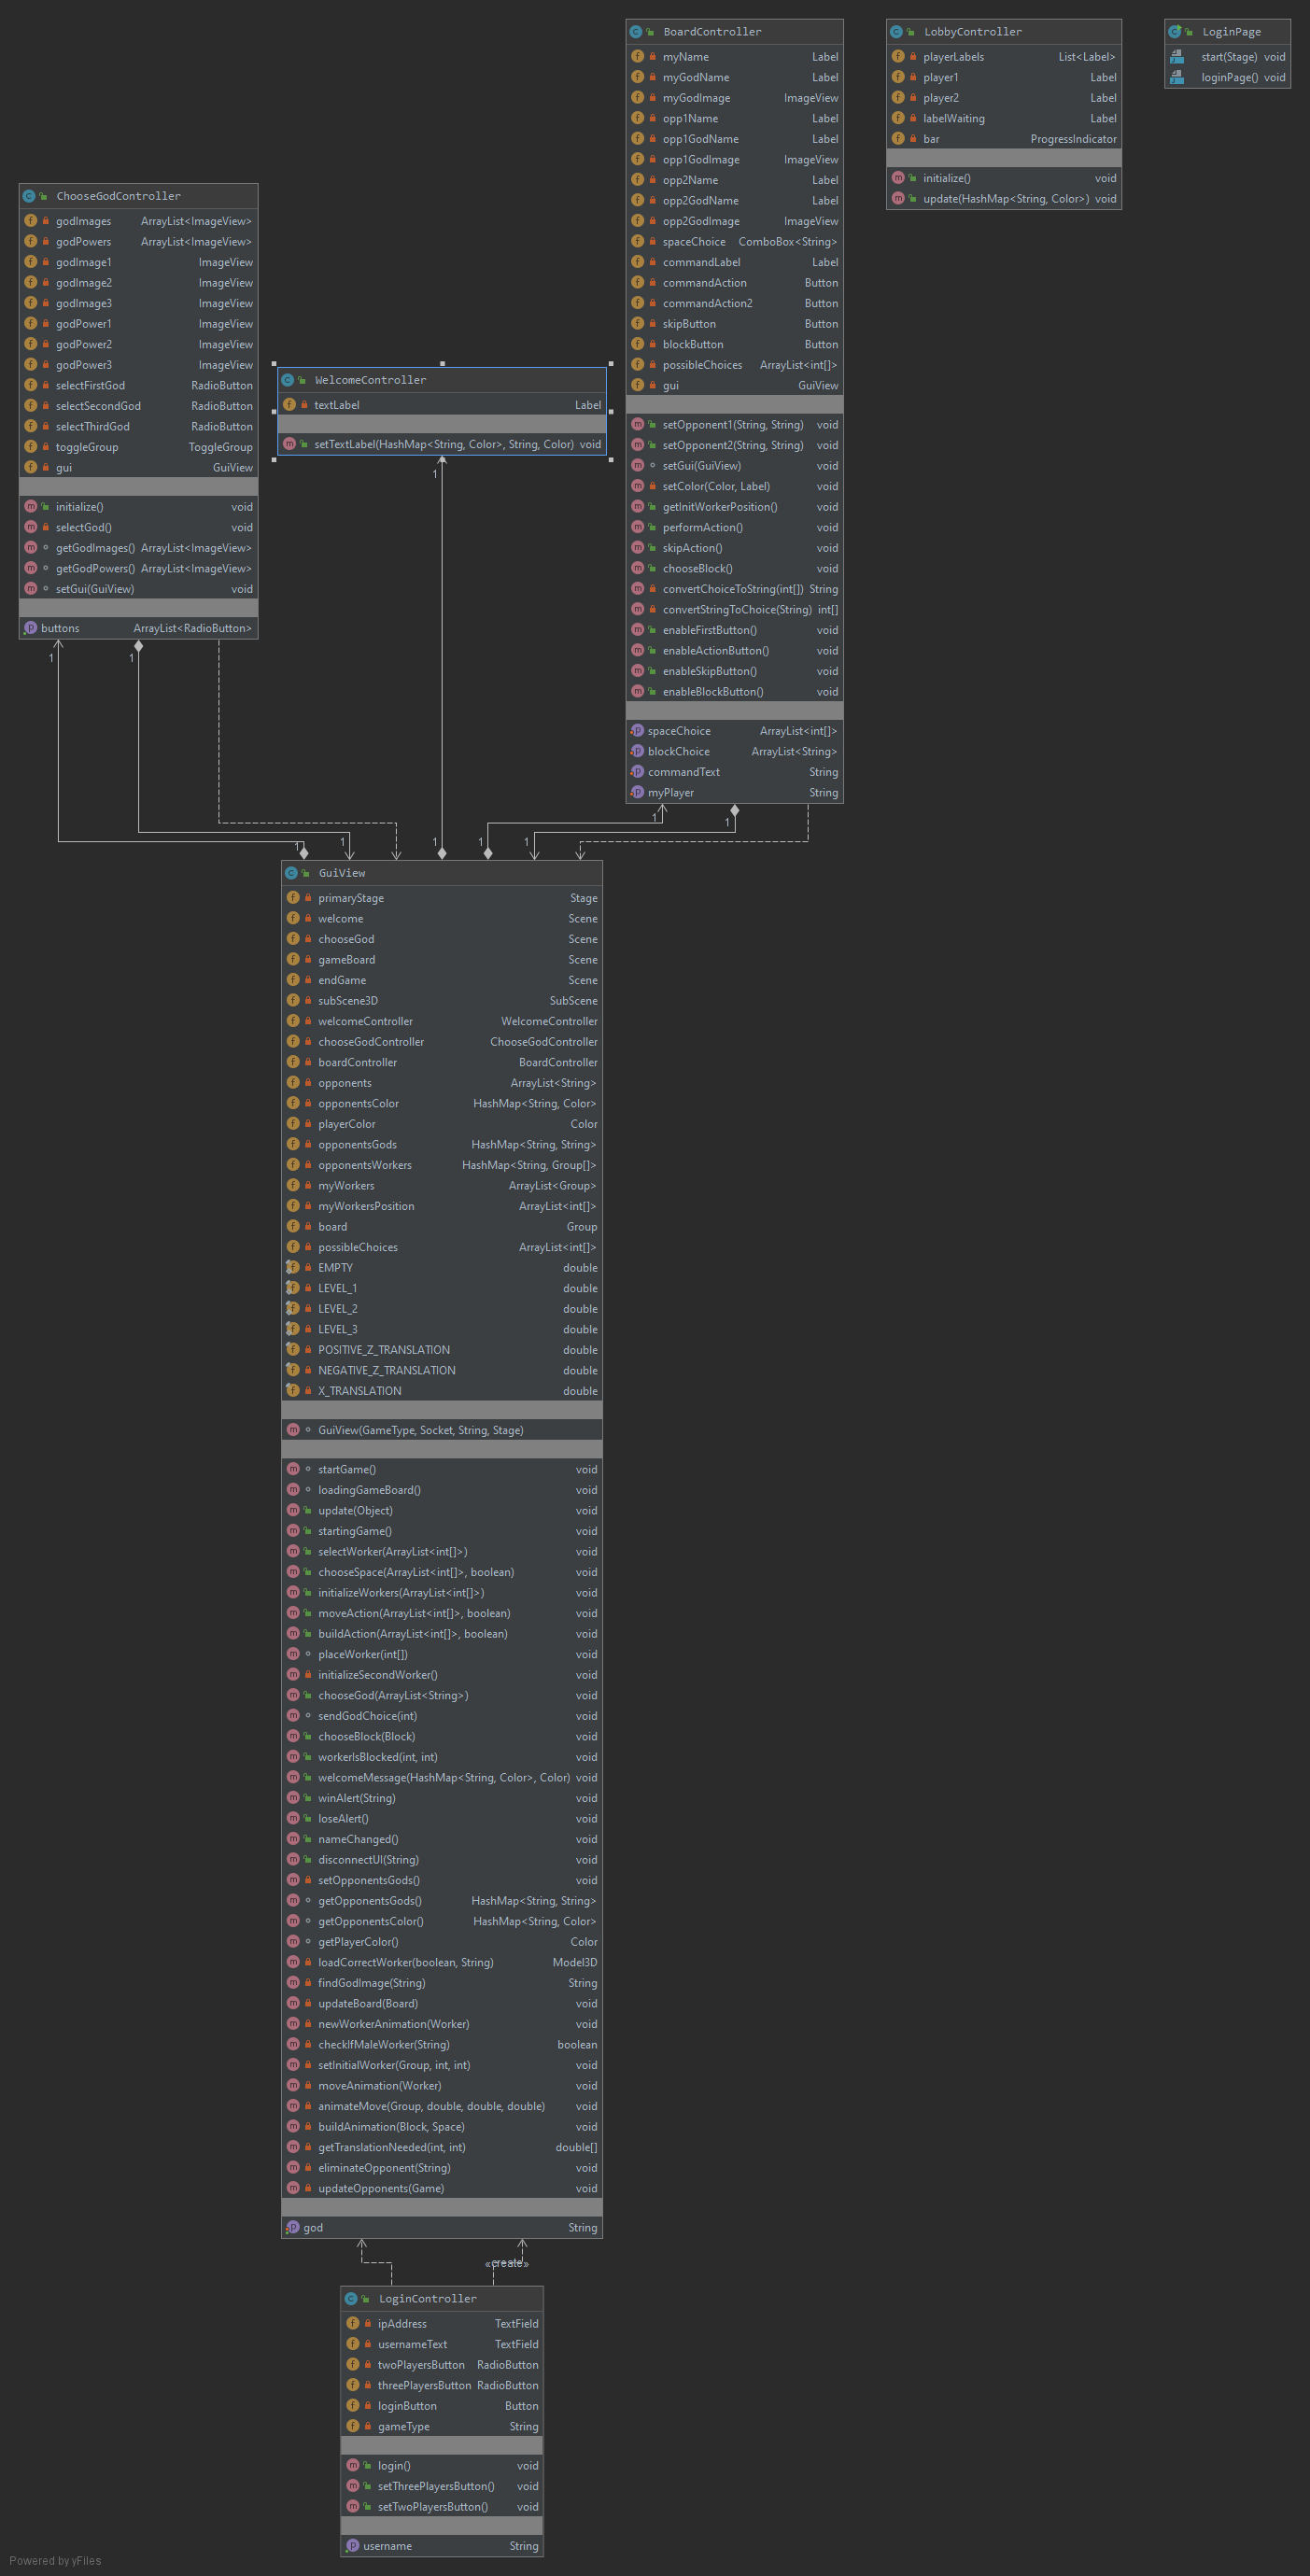 BoardController
myName Label
myGodName Label
myGodImage ImageView
opp1Name Label
opp1GodName Label
opp1GodImage ImageView
opp2Name Label
opp2GodName Label
opp2GodImage ImageView
spaceChoice ComboBox<String>
commandLabel Label
commandAction Button
commandAction2 Button
skipButton Button
blockButton Button
possibleChoices ArrayList<int[]>
gui GuiView
setOpponent1(String, String) void
setOpponent2(String, String) void
setGui(GuiView) void
setColor(Color, Label) void
getInitWorkerPosition() void
performAction() void
skipAction() void
chooseBlock() void
convertChoiceToString(int[]) String
convertStringToChoice(String) int[]
enableFirstButton() void
enableActionButton() void
enableSkipButton() void
enableBlockButton() void
spaceChoice ArrayList<int[]>
blockChoice ArrayList<String>
commandText String
myPlayer String
LobbyController
playerLabels List<Label>
player1 Label
player2 Label
labelWaiting Label
bar ProgressIndicator
initialize() void
update(HashMap<String, Color>) void
LoginPage
start(Stage) void
loginPage() void
ChooseGodController
godImages ArrayList<ImageView>
godPowers ArrayList<ImageView>
godImage1 ImageView
godImage2 ImageView
godImage3 ImageView
godPower1 ImageView
godPower2 ImageView
godPower3 ImageView
selectFirstGod RadioButton
selectSecondGod RadioButton
selectThirdGod RadioButton
toggleGroup ToggleGroup
gui GuiView
initialize() void
selectGod() void
getGodImages() ArrayList<ImageView>
getGodPowers() ArrayList<ImageView>
setGui(GuiView) void
buttons ArrayList<RadioButton>
WelcomeController
textLabel Label
setTextLabel(HashMap<String, Color>, String, Color) void
1
1
1
1
1
1
1
1
1
GuiView
primaryStage Stage
welcome Scene
chooseGod Scene
gameBoard Scene
endGame Scene
subScene3D SubScene
welcomeController WelcomeController
chooseGodController ChooseGodController
boardController BoardController
opponents ArrayList<String>
opponentsColor HashMap<String, Color>
playerColor Color
opponentsGods HashMap<String, String>
opponentsWorkers HashMap<String, Group[]>
myWorkers ArrayList<Group>
myWorkersPosition ArrayList<int[]>
board Group
possibleChoices ArrayList<int[]>
EMPTY double
LEVEL_1 double
LEVEL_2 double
LEVEL_3 double
POSITIVE_Z_TRANSLATION double
NEGATIVE_Z_TRANSLATION double
X_TRANSLATION double
GuiView(GameType, Socket, String, Stage)
startGame() void
loadingGameBoard() void
update(Object) void
startingGame() void
selectWorker(ArrayList<int[]>) void
chooseSpace(ArrayList<int[]>, boolean) void
initializeWorkers(ArrayList<int[]>) void
moveAction(ArrayList<int[]>, boolean) void
buildAction(ArrayList<int[]>, boolean) void
placeWorker(int[]) void
initializeSecondWorker() void
chooseGod(ArrayList<String>) void
sendGodChoice(int) void
chooseBlock(Block) void
workerIsBlocked(int, int) void
welcomeMessage(HashMap<String, Color>, Color) void
winAlert(String) void
loseAlert() void
nameChanged() void
disconnectUI(String) void
setOpponentsGods() void
getOpponentsGods() HashMap<String, String>
getOpponentsColor() HashMap<String, Color>
getPlayerColor() Color
loadCorrectWorker(boolean, String) Model3D
findGodImage(String) String
updateBoard(Board) void
newWorkerAnimation(Worker) void
checkIfMaleWorker(String) boolean
setInitialWorker(Group, int, int) void
moveAnimation(Worker) void
animateMove(Group, double, double, double) void
buildAnimation(Block, Space) void
getTranslationNeeded(int, int) double[]
eliminateOpponent(String) void
updateOpponents(Game) void
god String
«create»
LoginController
ipAddress TextField
usernameText TextField
twoPlayersButton RadioButton
threePlayersButton RadioButton
loginButton Button
gameType String
login() void
setThreePlayersButton() void
setTwoPlayersButton() void
username String
Powered by yFiles